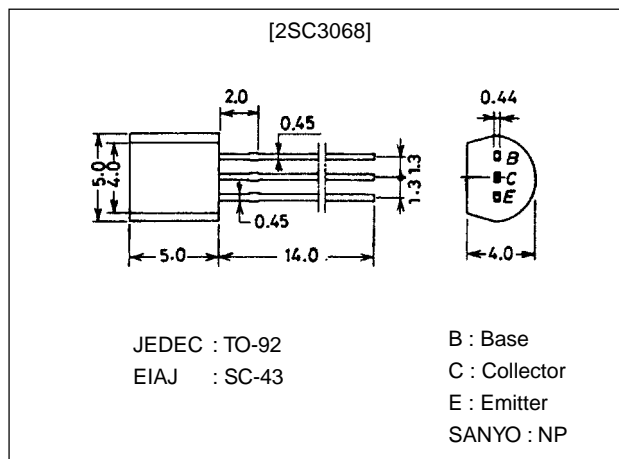 [2SC3068]
2.0
0.45
0.44
5.0
4.0
1.3
1.3
B
C
E
0.45
5.0
14.0
4.0
JEDEC : TO-92
EIAJ : SC-43
B : Base
C : Collector
E : Emitter
SANYO : NP